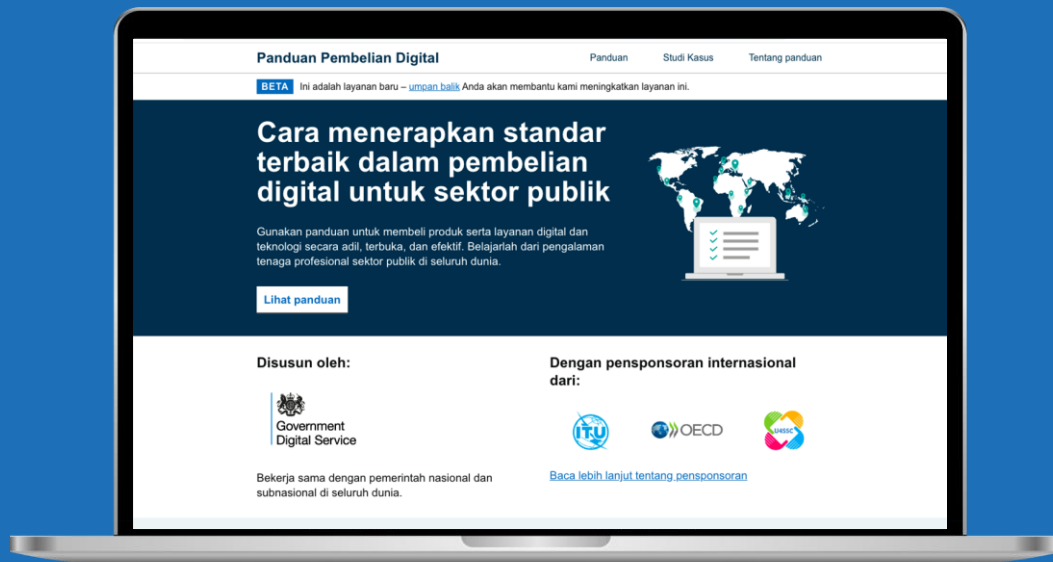 Panduan Pembelian Digital
Panduan Studi Kasus Tentang panduan
BETA Ini adalah layanan baru – umpan balik Anda akan membantu kami meningkatkan layanan ini.
Cara menerapkan standar
terbaik dalam pembelian
digital untuk sektor publik
Gunakan panduan untuk membeli produk serta layanan digital dan
teknologi secara adil, terbuka, dan efektif. Belajarlah dari pengalaman
tenaga profesional sektor publik di seluruh dunia.
Lihat panduan
Disusun oleh:
Government
Digital Service
Bekerja sama dengan pemerintah nasional dan
subnasional di seluruh dunia.
Dengan pensponsoran internasional
dari:
ITU
OECD
U4SSC
Baca lebih lanjut tentang pensponsoran